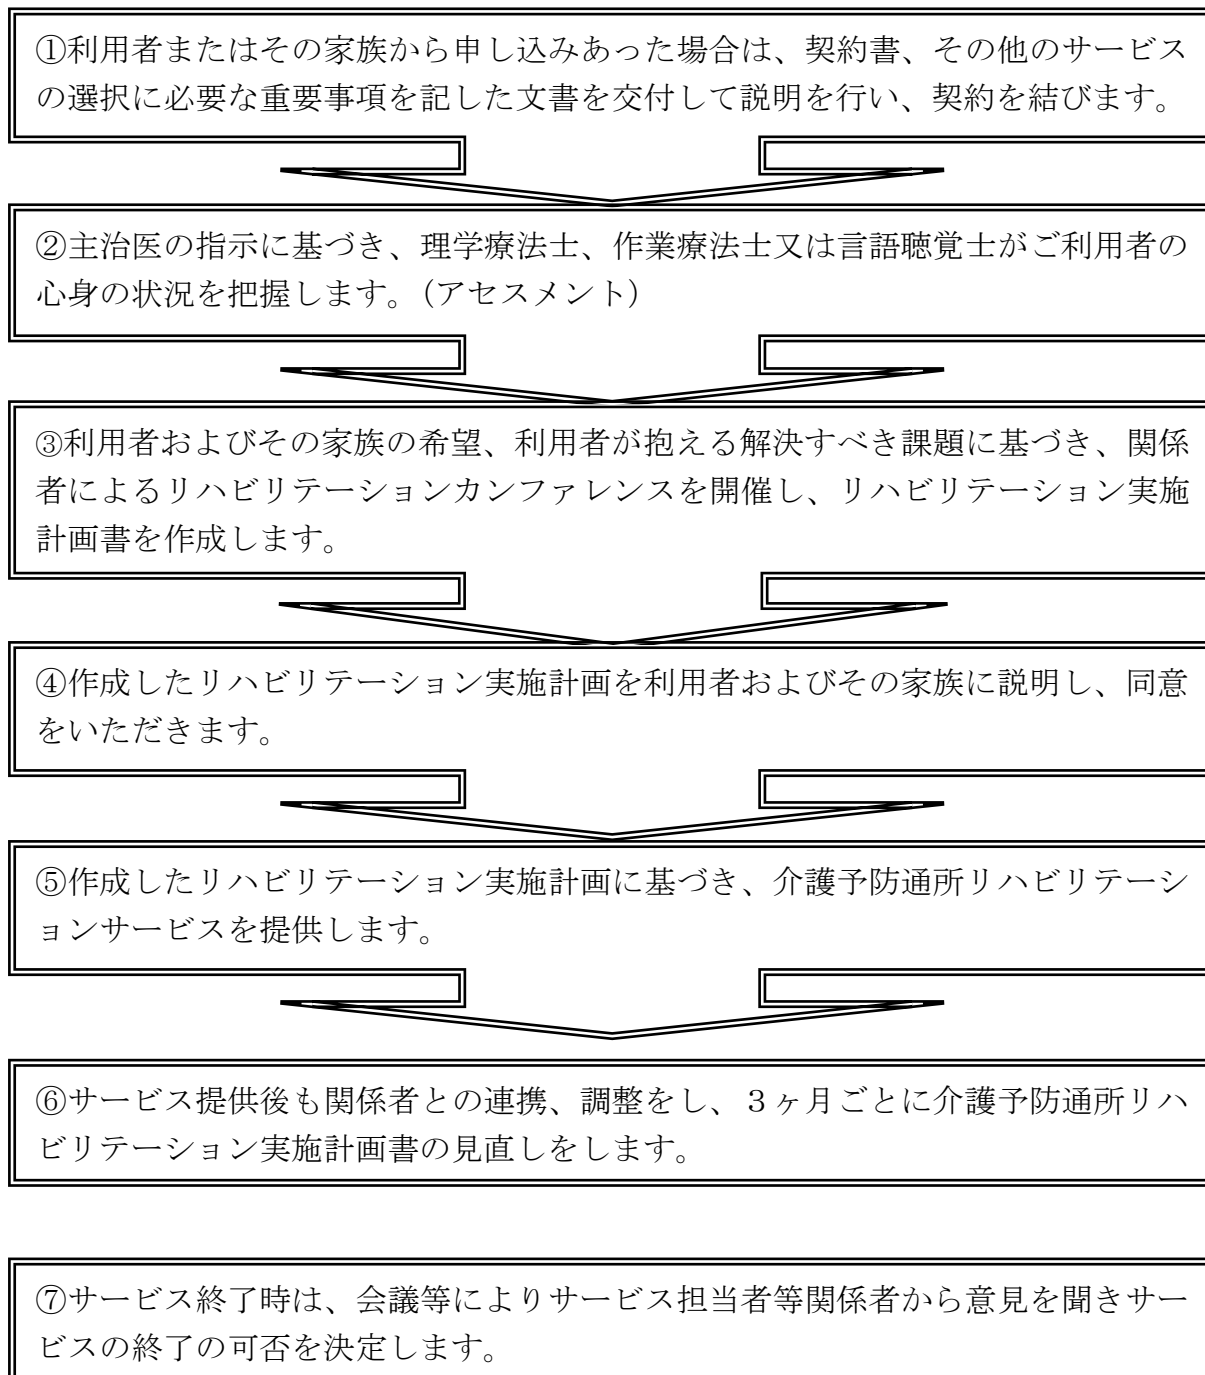 ①利用者またはその家族から申し込みあった場合は、契約書、その他のサービス
の選択に必要な重要事項を記した文書を交付して説明を行い、契約を結びます。
②主治医の指示に基づき、理学療法士、作業療法士又は言語聴覚士がご利用者の
心身の状況を把握します。（アセスメント）
③利用者およびその家族の希望、利用者が抱える解決すべき課題に基づき、関係
者によるリハビリテーションカンファレンスを開催し、リハビリテーション実施
計画書を作成します。
④作成したリハビリテーション実施計画を利用者およびその家族に説明し、同意
をいただきます。
⑤作成したリハビリテーション実施計画に基づき、介護予防通所リハビリテーシ
ョンサービスを提供します。
⑥サービス提供後も関係者との連携、調整をし、３ヶ月ごとに介護予防通所リハ
ビリテーション実施計画書の見直しをします。
⑦サービス終了時は、会議等によりサービス担当者等関係者から意見を聞きサー
ビスの終了の可否を決定します。